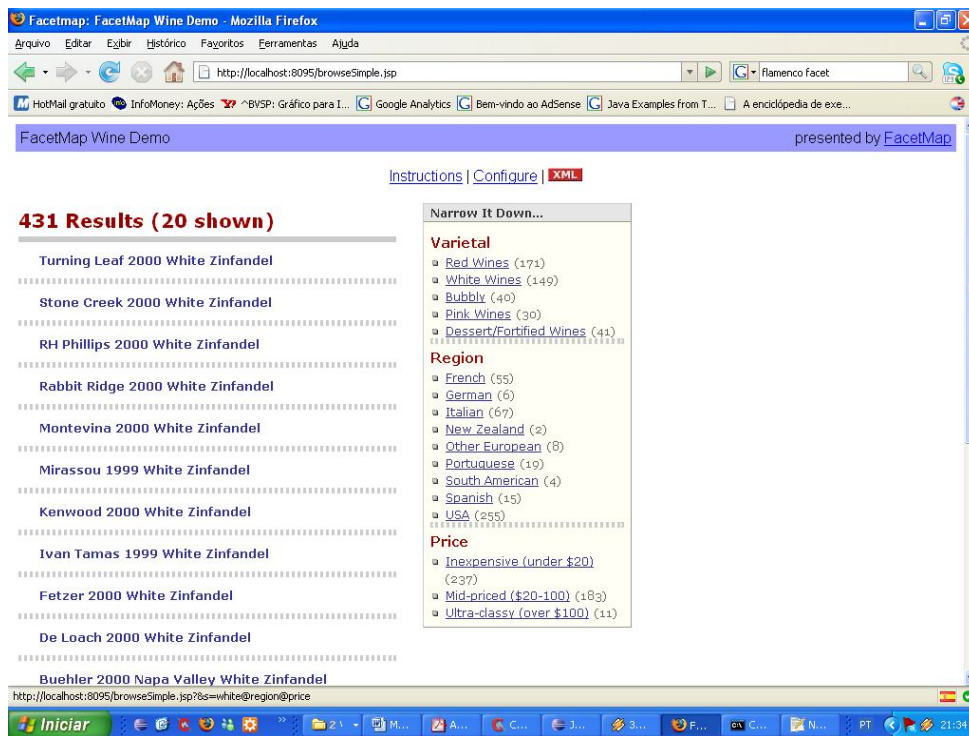 Facetmap: FacetMap Wine Demo - Mozilla Firefox
Arquivo Editar Exibir Histórico Favoritos Ferramentas Ajuda
http://localhost:8095/browseSimple.jsp
flamenco facet
HotMail gratuito InfoMoney: Ações ^BVSP: Gráfico para I... Google Analytics Bem-vindo ao AdSense Java Examples from T... A enciclópedia de exe...
FacetMap Wine Demo presented by FacetMap
Instructions | Configure | XML
431 Results (20 shown)
Turning Leaf 2000 White Zinfandel
Stone Creek 2000 White Zinfandel
RH Phillips 2000 White Zinfandel
Rabbit Ridge 2000 White Zinfandel
Montevina 2000 White Zinfandel
Mirassou 1999 White Zinfandel
Kenwood 2000 White Zinfandel
Ivan Tamas 1999 White Zinfandel
Fetzer 2000 White Zinfandel
De Loach 2000 White Zinfandel
Buehler 2000 Napa Valley White Zinfandel
Narrow It Down...
Varietal
Red Wines (171)
White Wines (149)
Bubbly (40)
Pink Wines (30)
Dessert/Fortified Wines (41)
Region
French (55)
German (6)
Italian (67)
New Zealand (2)
Other European (8)
Portuguese (19)
South American (4)
Spanish (15)
USA (255)
Price
Inexpensive (under $20)
(237)
Mid-priced ($20-100) (183)
Ultra-classy (over $100) (11)
http://localhost:8095/browseSimple.jsp?&s=white@region@price
Iniciar 2 M... A... C... J... 3... F... C... N... PT 21:34